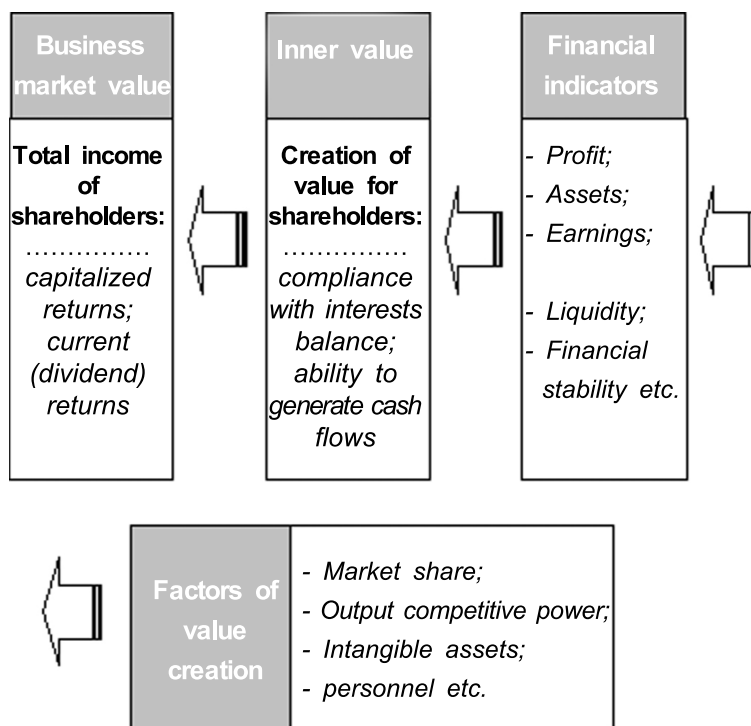 Business
market value
Total income
of
shareholders:
...............
capitalized
returns;
current
(dividend)
returns
Inner value
Creation of
value for
shareholders:
...............
compliance
with interests
balance;
ability to
generate cash
flows
Financial
indicators
- Profit;
- Assets;
- Earnings;
- Liquidity;
- Financial
stability etc.
Factors of
value
creation
- Market share;
- Output competitive power;
- Intangible assets;
- personnel etc.